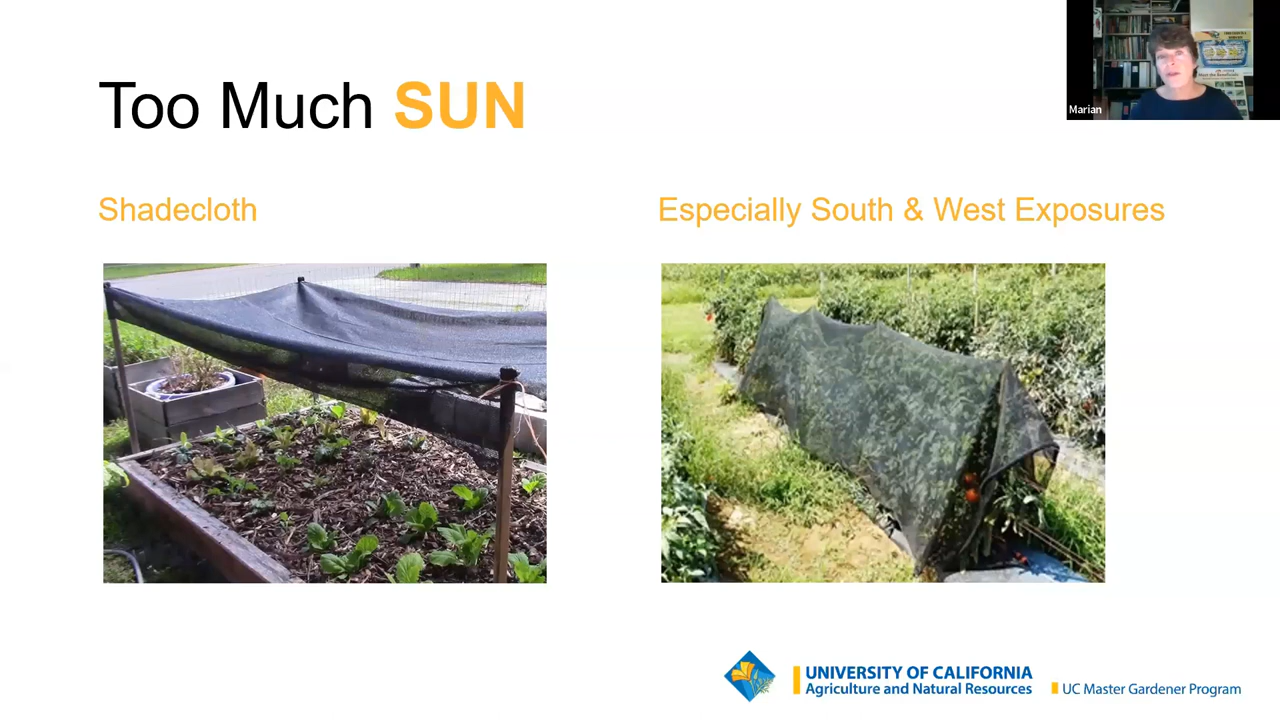 Too Much SUN
Marian
Shadecloth
Especially South & West Exposures
UNIVERSITY OF CALIFORNIA
Agriculture and Natural Resources
UC Master Gardener Program